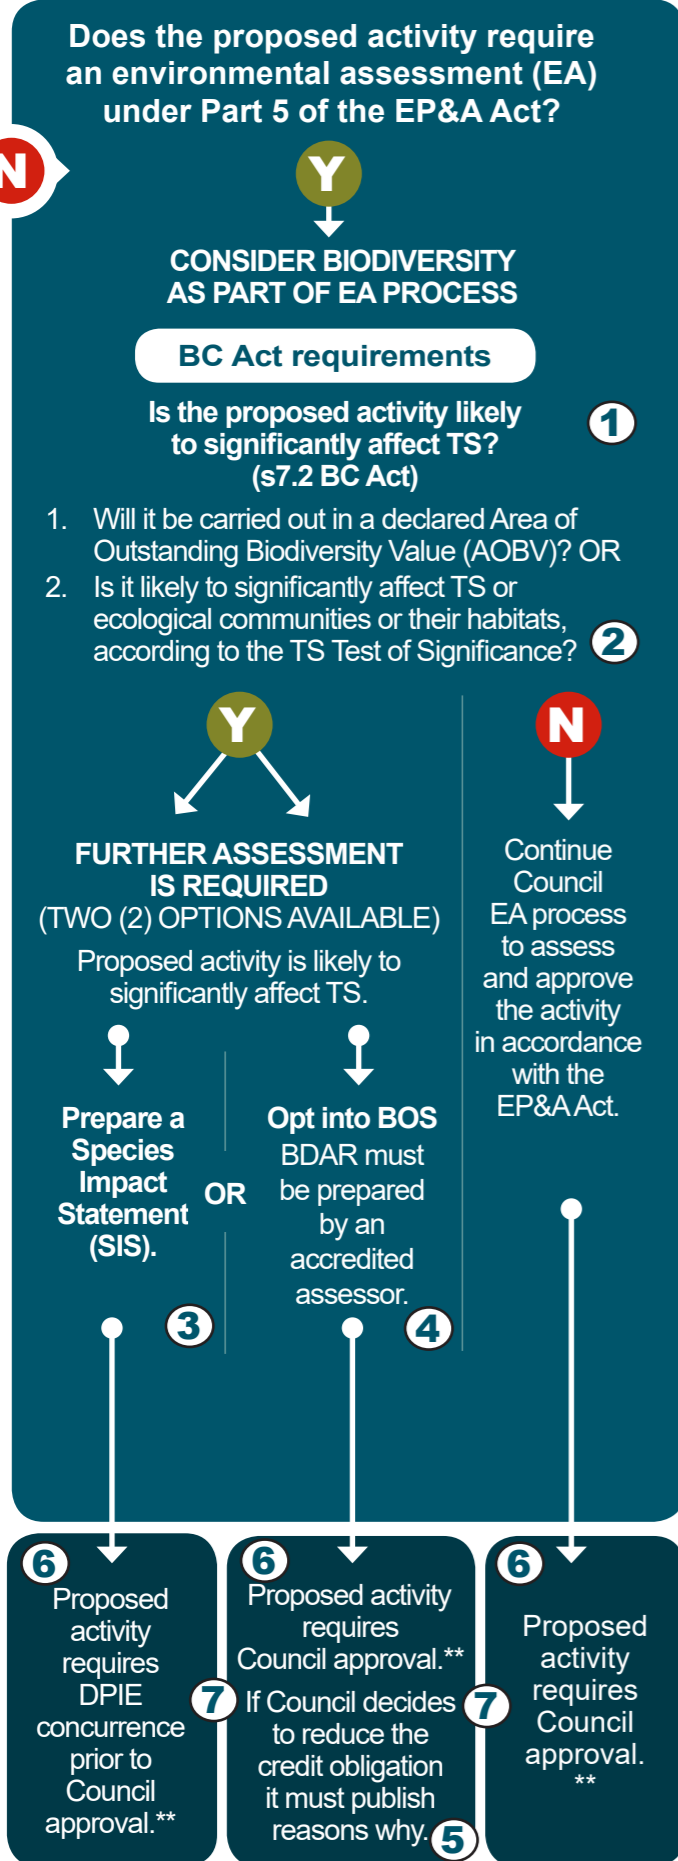 Does the proposed activity require
an environmental assessment (EA)
under Part 5 of the EP&A Act?
N
Y
CONSIDER BIODIVERSITY
AS PART OF EA PROCESS
BC Act requirements
Is the proposed activity likely
to significantly affect TS?
(s7.2 BC Act)
1
1. Will it be carried out in a declared Area of
Outstanding Biodiversity Value (AOBV)? OR
2. Is it likely to significantly affect TS or
ecological communities or their habitats,
according to the TS Test of Significance?
2
Y
FURTHER ASSESSMENT
IS REQUIRED
(TWO (2) OPTIONS AVAILABLE)
Proposed activity is likely to
significantly affect TS.
Prepare a
Species
Impact
Statement
(SIS).
3
OR
Opt into BOS
BDAR must
be prepared
by an
accredited
assessor.
4
N
Continue
Council
EA process
to assess
and approve
the activity
in accordance
with the
EP&A Act.
6
Proposed
activity
requires
DPIE
concurrence
prior to
Council
approval.**
7
6
Proposed activity
requires
Council approval.**
If Council decides
to reduce the
credit obligation
it must publish
reasons why.
5
7
6
Proposed
activity
requires
Council
approval.
**